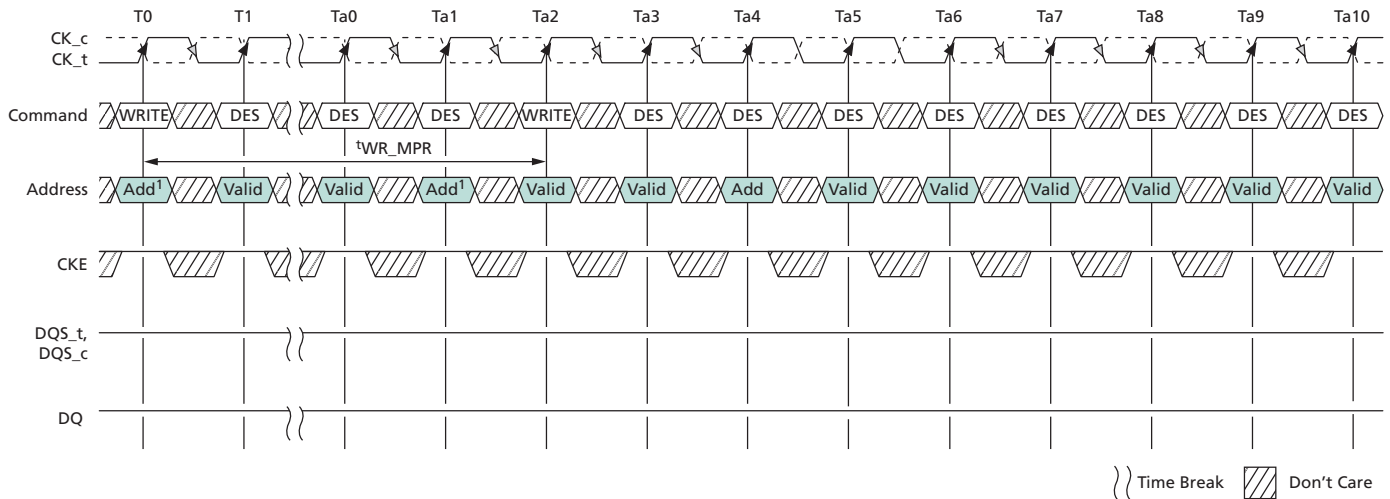 T0 T1 Ta0 Ta1 Ta2 Ta3 Ta4 Ta5 Ta6 Ta7 Ta8 Ta9 Ta10
CK_c
CK_t
Command WRITE DES DES DES WRITE DES DES DES DES DES DES DES DES
tWR_MPR
Address Add1 Valid Valid Add1 Valid Valid Add Valid Valid Valid Valid Valid Valid
CKE
DQS_t,
DQS_c
DQ
Time Break Don't Care